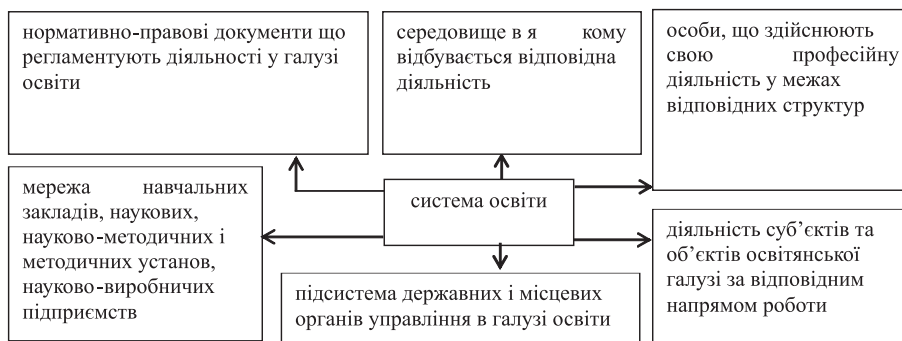 нормативно-правові документи що
регламентують діяльності у галузі
освіти
середовище в я кому
відбувається відповідна
діяльність
особи, що здійснюють
свою професійну
діяльність у межах
відповідних структур
мережа навчальних
закладів, наукових,
науково-методичних і
методичних установ,
науково-виробничих
підприємств
система освіти
діяльність суб’єктів та
об’єктів освітянської
галузі за відповідним
напрямом роботи
підсистема державних і місцевих
органів управління в галузі освіти